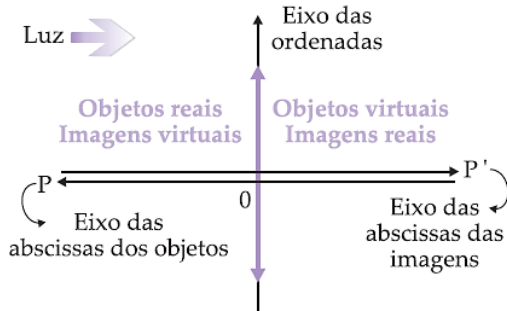 Luz
Eixo das
ordenadas
Objetos reais
Imagens virtuais
Objetos virtuais
Imagens reais
P
P'
0
Eixo das
abscissas dos objetos
Eixo das
abscissas das
imagens